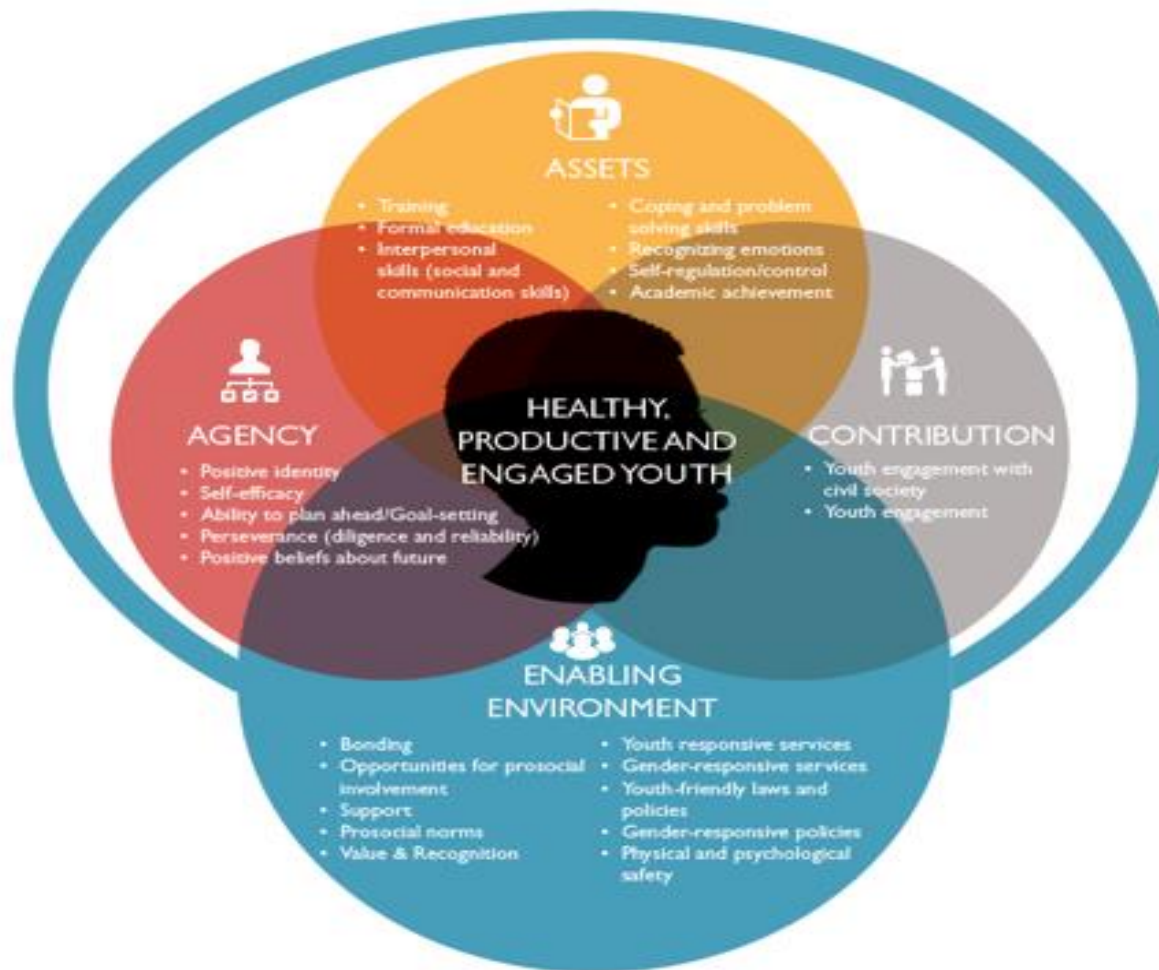 ASSETS
• Training
• Formal education
• Interpersonal
skills (social and
communication skills)
• Coping and problem
solving skills
• Recognizing emotions
• Self-regulation/control
• Academic achievement
AGENCY
• Positive identity
• Self-efficacy
• Ability to plan ahead/Goal-setting
• Perseverance (diligence and reliability)
• Positive beliefs about future
HEALTHY,
PRODUCTIVE AND
ENGAGED YOUTH
CONTRIBUTION
• Youth engagement with
civil society
• Youth engagement
ENABLING
ENVIRONMENT
• Bonding
• Opportunities for prosocial
involvement
• Support
• Prosocial norms
• Value & Recognition
• Youth responsive services
• Gender-responsive services
• Youth-friendly laws and
policies
• Gender-responsive policies
• Physical and psychological
safety